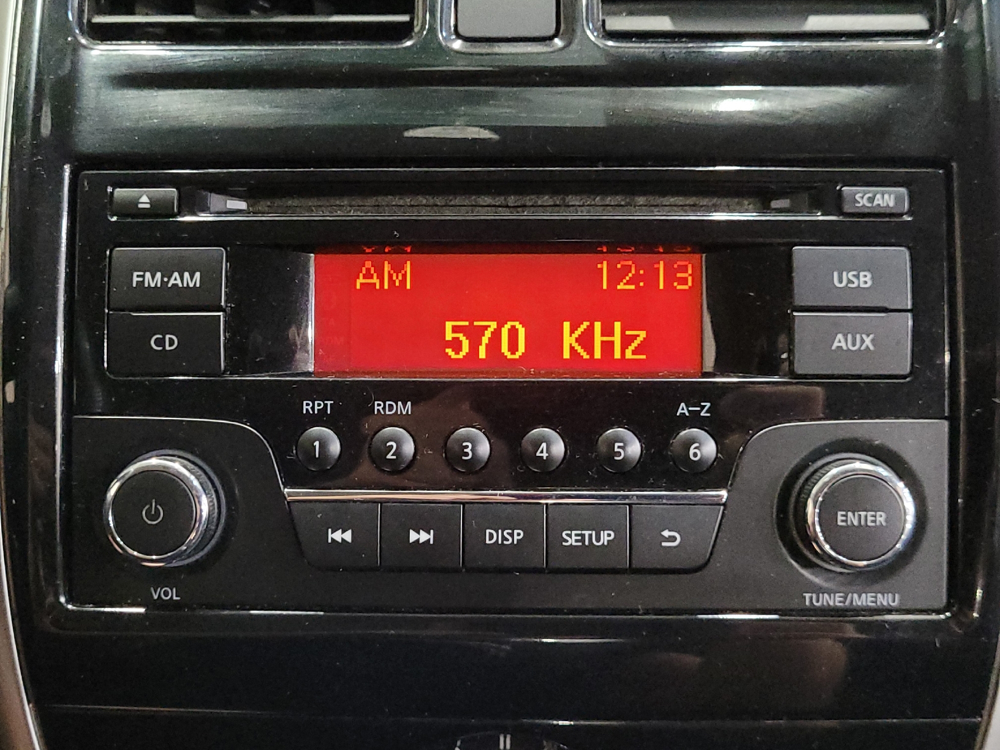 SCAN
FM·AM
AM 12:13
USB
CD
570 KHz
AUX
RPT RDM A–Z
1 2 3 4 5 6
DISP SETUP
ENTER
VOL
TUNE/MENU